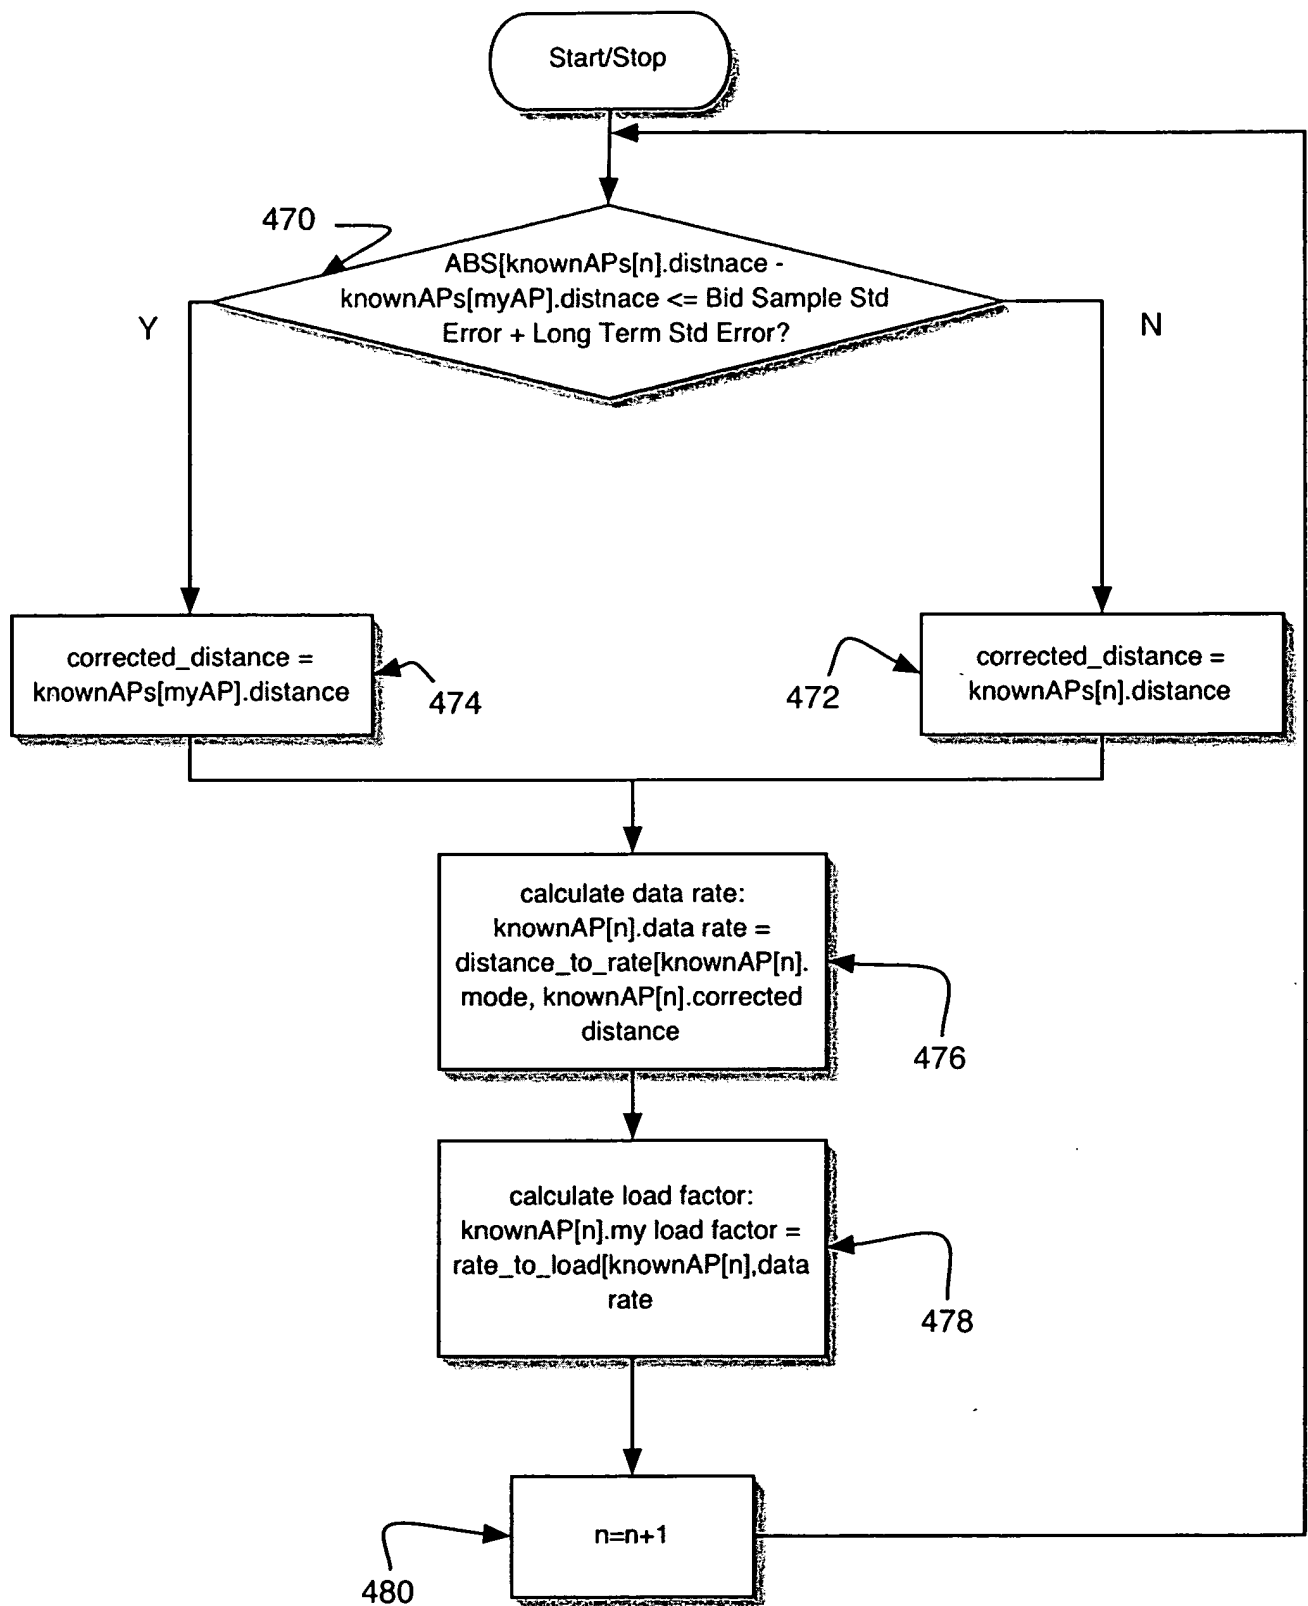 Start/Stop
470
ABS[knownAPs[n].distnace -
knownAPs[myAP].distnace <= Bid Sample Std
Error + Long Term Std Error?
Y
N
corrected_distance =
knownAPs[myAP].distance
474
472
corrected_distance =
knownAPs[n].distance
calculate data rate:
knownAP[n].data rate =
distance_to_rate[knownAP[n].
mode, knownAP[n].corrected
distance
476
calculate load factor:
knownAP[n].my load factor =
rate_to_load[knownAP[n],data
rate
478
n=n+1
480